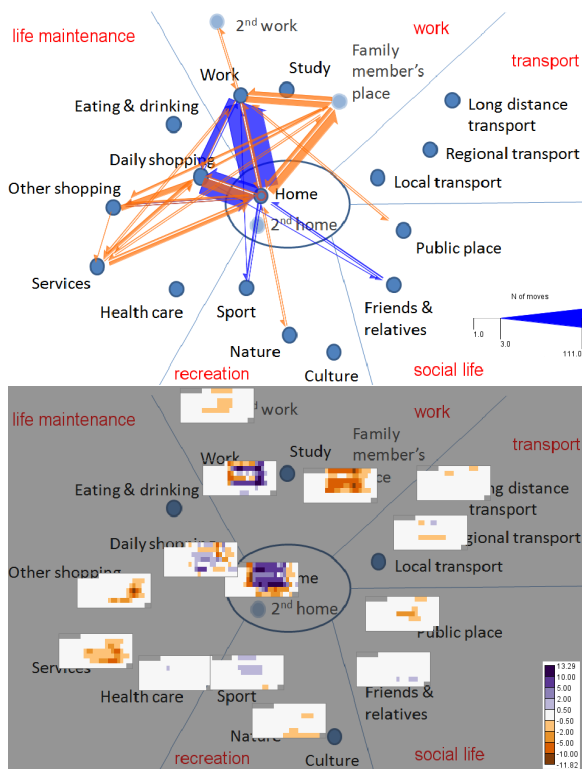 life maintenance
2nd work
work
Study
Family
member's
place
transport
Work
Eating & drinking
Long distance
transport
Regional transport
Daily shopping
Local transport
Other shopping
Home
2nd home
Public place
Services
Health care
Sport
Friends &
relatives
Nature
Culture
N of moves
1.0
3.0
111.0
recreation
social life
life maintenance
work
work
Study
Family
member's
transport
Work
Eating & drinking
distance
transport
gional transport
Daily
Local transport
Other shopping
2nd home
Public place
Services
Health care
Sport
Friends &
relatives
Nature
Culture
recreation
social life
13.29
10.00
5.00
2.00
0.50
-0.50
-2.00
-5.00
-10.00
-11.82